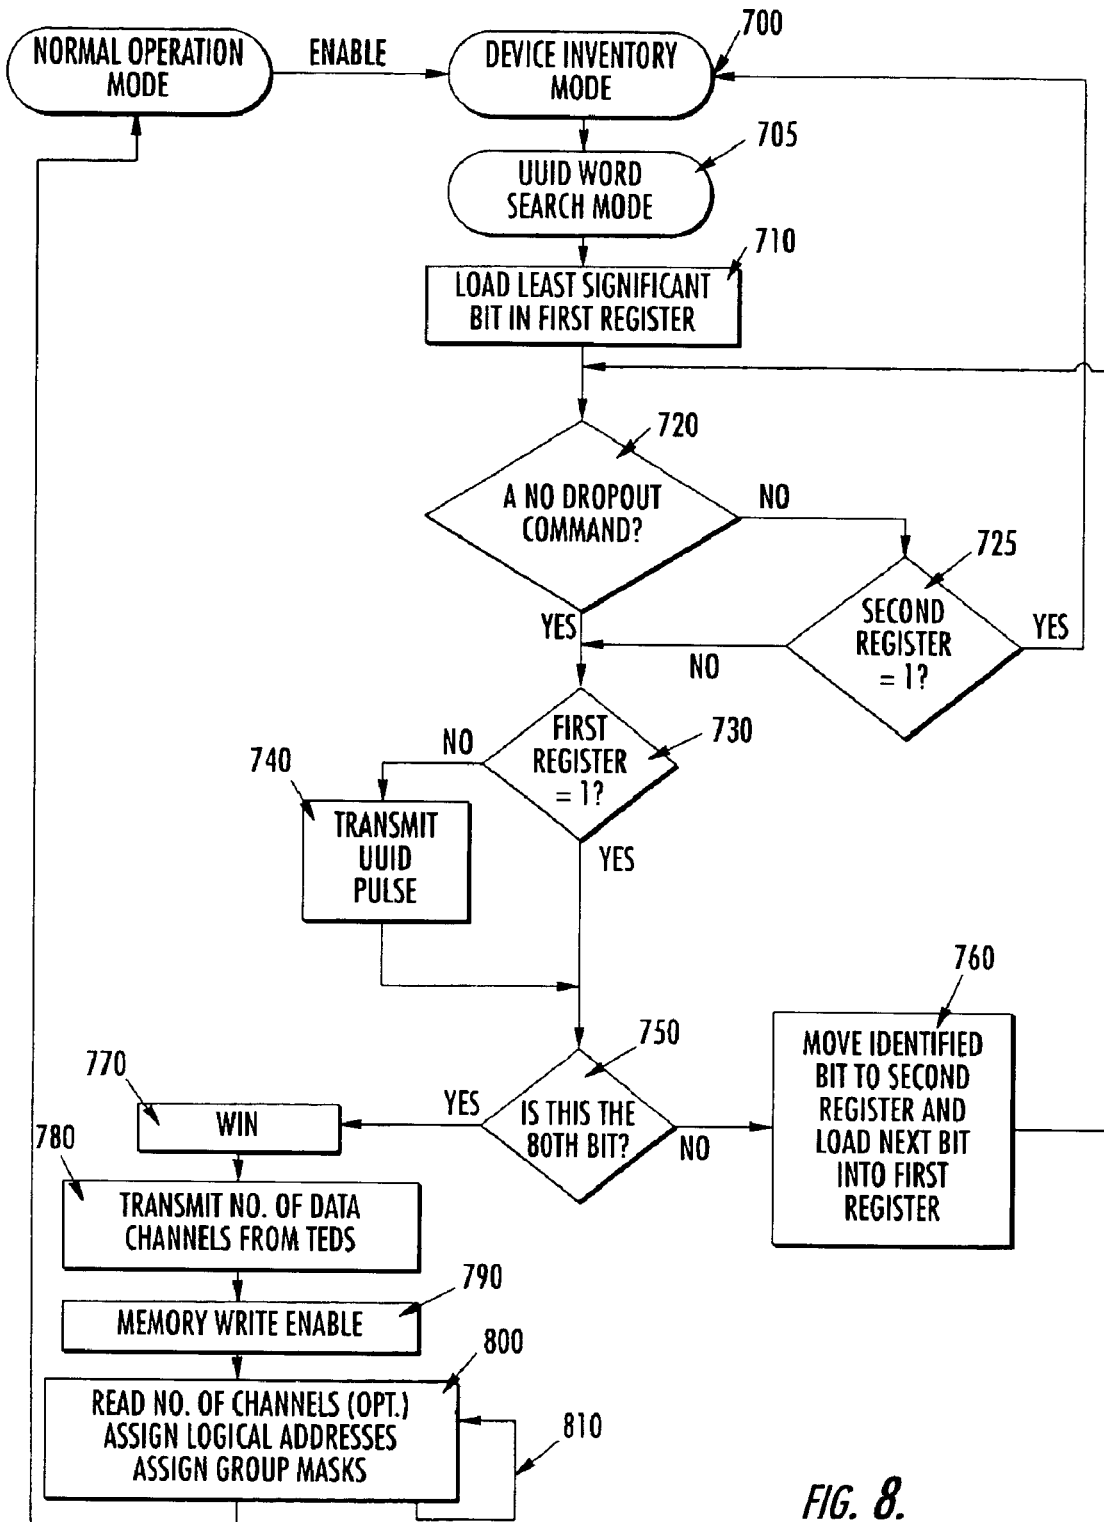 700
NORMAL OPERATION
MODE
ENABLE
DEVICE INVENTORY
MODE
705
UUID WORD
SEARCH MODE
710
LOAD LEAST SIGNIFICANT
BIT IN FIRST REGISTER
720
A NO DROPOUT
COMMAND?
NO
725
SECOND
REGISTER
= 1?
YES
YES
NO
FIRST
REGISTER
= 1?
730
NO
740
TRANSMIT
UUID
PULSE
YES
760
MOVE IDENTIFIED
BIT TO SECOND
REGISTER AND
LOAD NEXT BIT
INTO FIRST
REGISTER
750
IS THIS THE
80TH BIT?
YES
NO
770
WIN
780
TRANSMIT NO. OF DATA
CHANNELS FROM TEDS
790
MEMORY WRITE ENABLE
800
READ NO. OF CHANNELS (OPT.)
ASSIGN LOGICAL ADDRESSES
ASSIGN GROUP MASKS
810
FIG. 8.